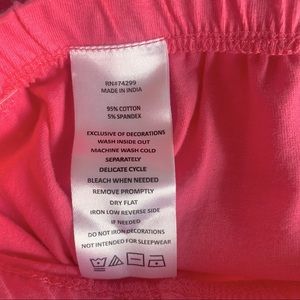 RN#74299
MADE IN INDIA
95% COTTON
5% SPANDEX
EXCLUSIVE OF DECORATIONS
WASH INSIDE OUT
MACHINE WASH COLD
SEPARATELY
DELICATE CYCLE
BLEACH WHEN NEEDED
REMOVE PROMPTLY
DRY FLAT
IRON LOW REVERSE SIDE
IF NEEDED
DO NOT IRON DECORATIONS
NOT INTENDED FOR SLEEPWEAR